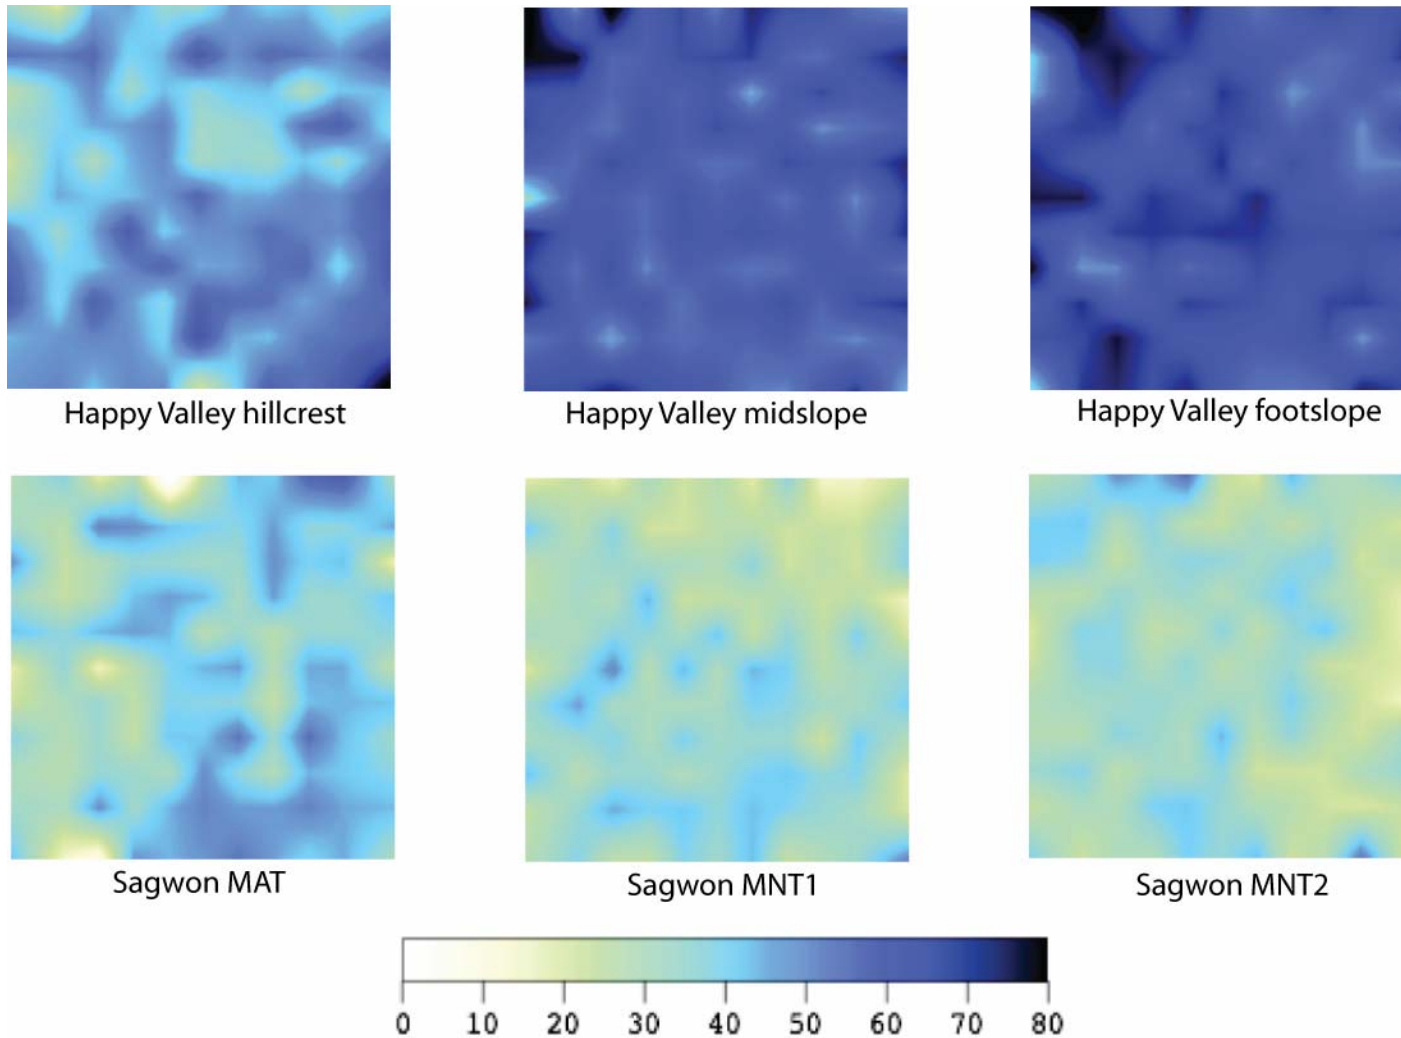 Happy Valley hillcrest
Happy Valley midslope
Happy Valley footslope
Sagwon MAT
Sagwon MNT1
Sagwon MNT2
0 10 20 30 40 50 60 70 80